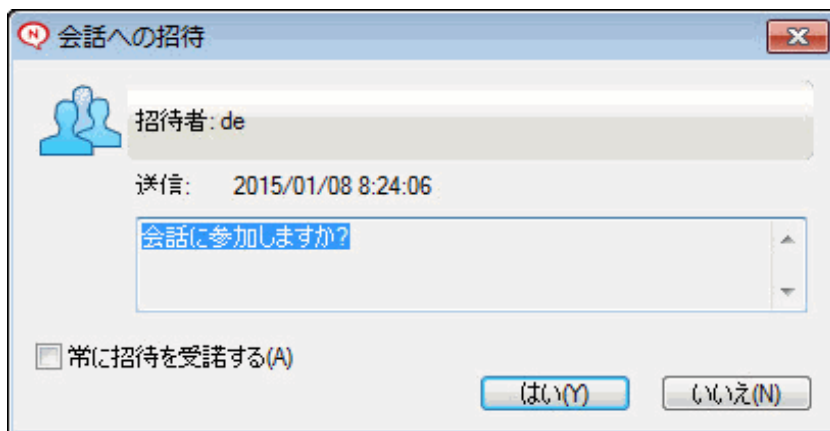 会話への招待
招待者: de
送信: 2015/01/08 8:24:06
会話に参加しますか?
常に招待を受諾する(A)
はい(Y) いいえ(N)